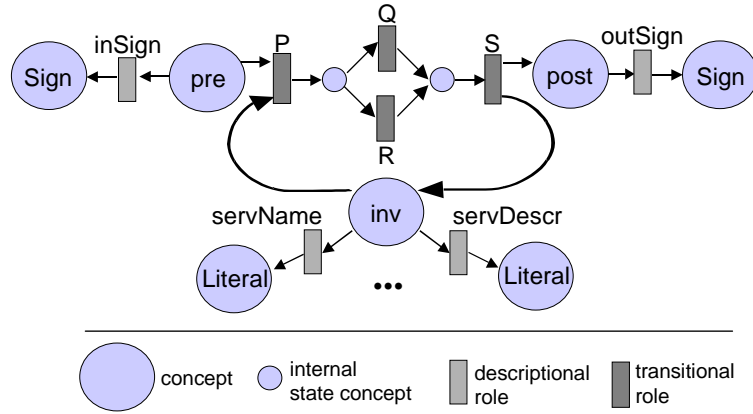 Q
P
S
inSign
outSign
Sign
pre
post
Sign
R
servName
inv
servDescr
Literal
...
Literal
concept
internal
state concept
descriptional
role
transitional
role